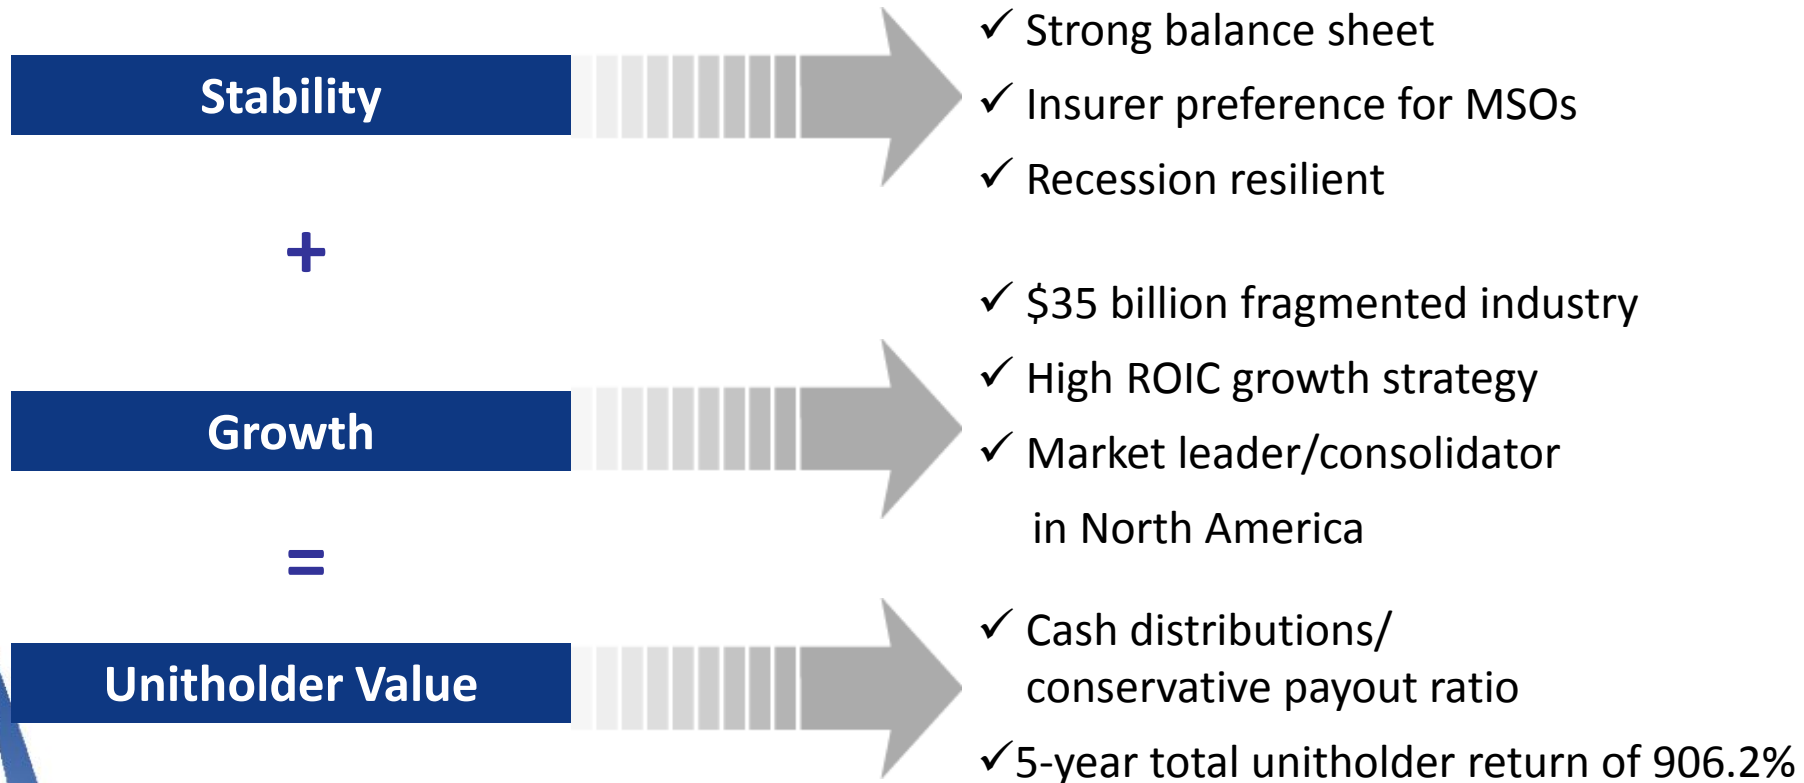 Stability
✓ Strong balance sheet
✓ Insurer preference for MSOs
✓ Recession resilient
+
Growth
✓ $35 billion fragmented industry
✓ High ROIC growth strategy
✓ Market leader/consolidator
in North America
=
Unitholder Value
✓ Cash distributions/
conservative payout ratio
✓5-year total unitholder return of 906.2%